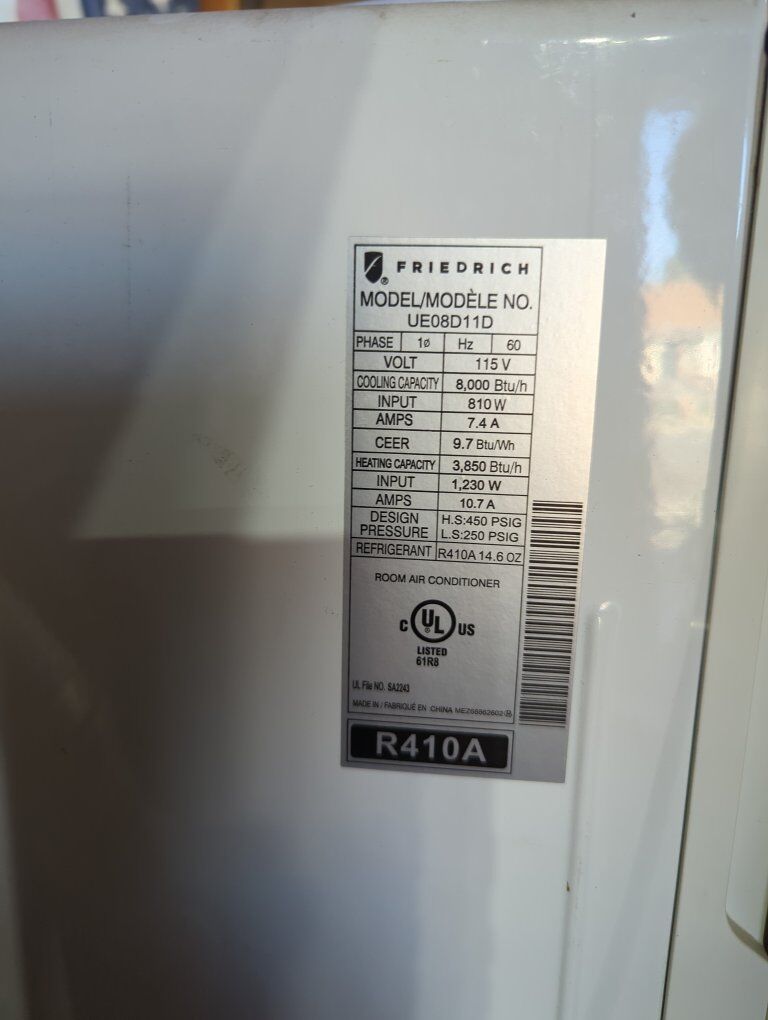 FRIEDRICH
®
MODEL/MODÈLE NO.
UE08D11D
PHASE 1ø Hz 60
VOLT 115 V
COOLING CAPACITY 8,000 Btu/h
INPUT 810 W
AMPS 7.4 A
CEER 9.7 Btu/Wh
HEATING CAPACITY 3,850 Btu/h
INPUT 1,230 W
AMPS 10.7 A
DESIGN PRESSURE H.S:450 PSIG
L.S:250 PSIG
REFRIGERANT R410A 14.6 OZ
ROOM AIR CONDITIONER
C UL ® US
LISTED
61R8
UL File NO. SA2243
MADE IN / FABRIQUÉ EN CHINA
R410A